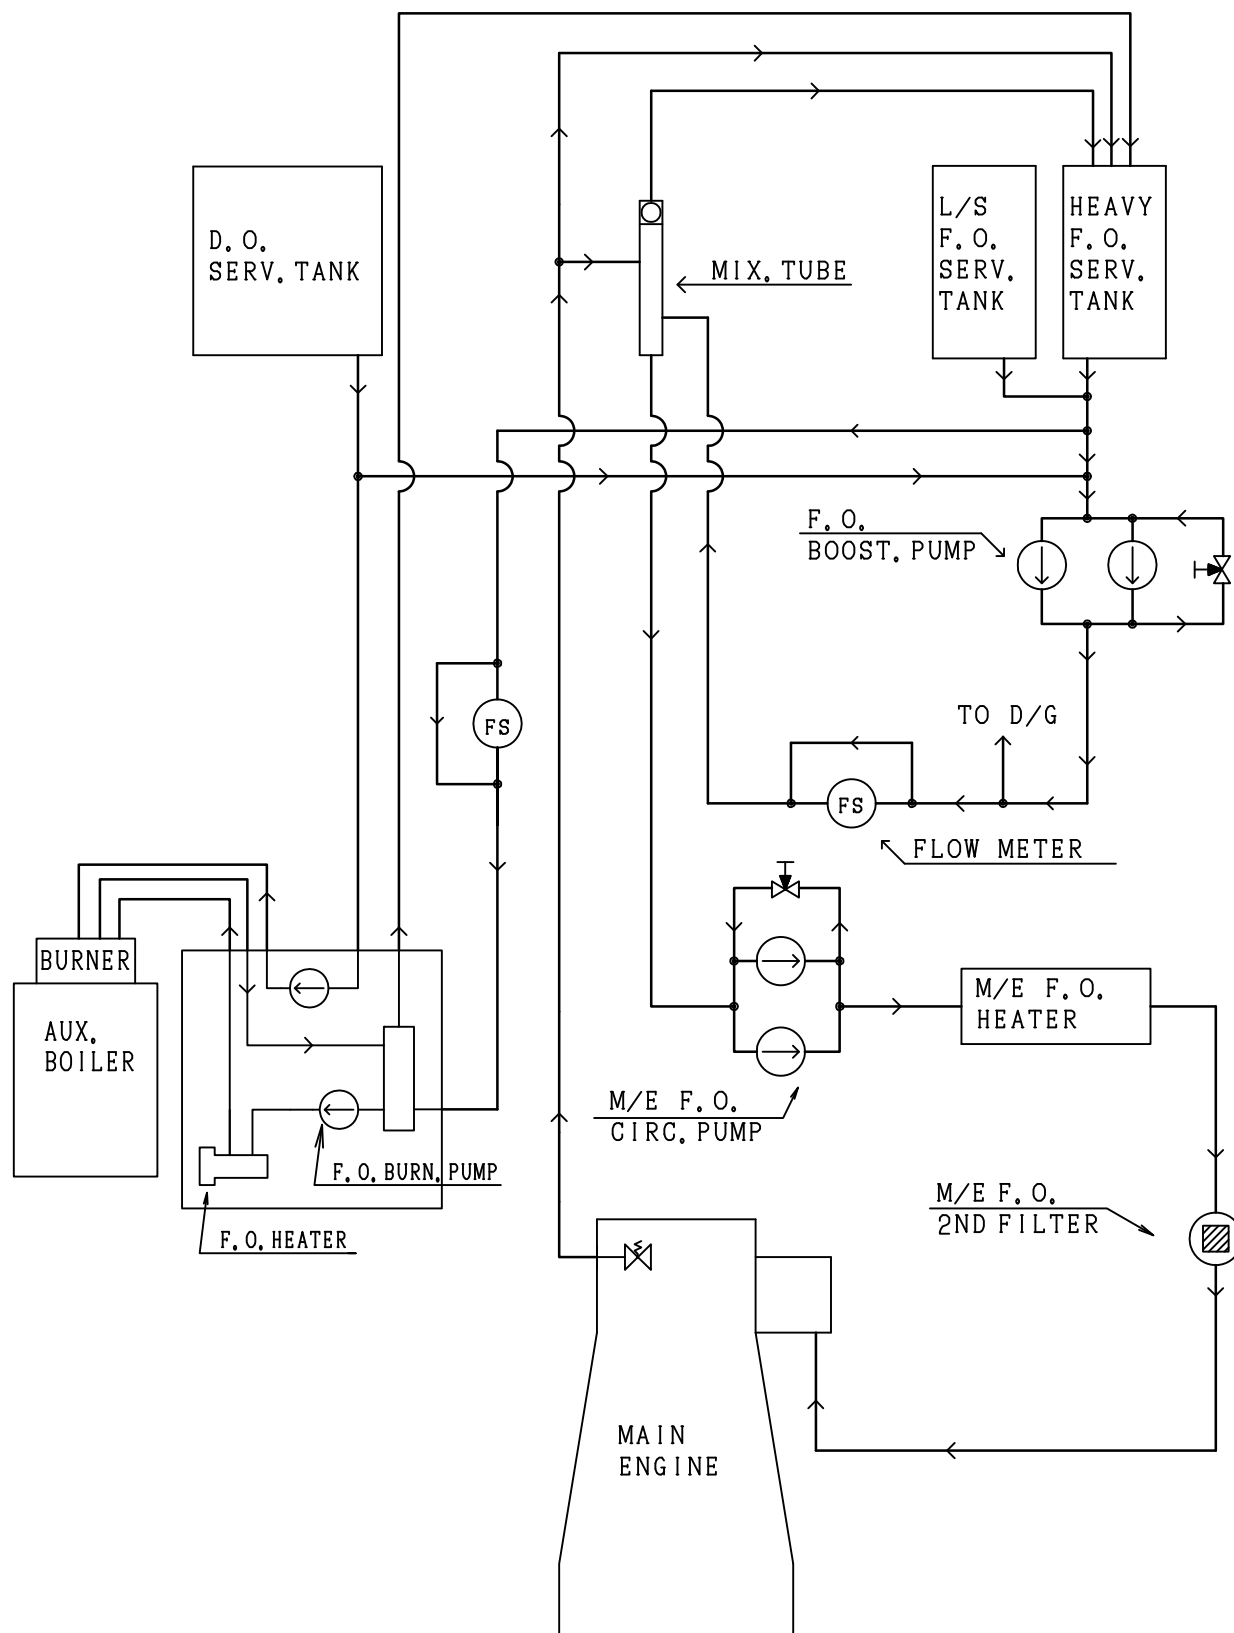 D.O.
SERV. TANK
MIX. TUBE
L/S
F.O.
SERV.
TANK
HEAVY
F.O.
SERV.
TANK
F.O.
BOOST. PUMP
FS
TO D/G
FS
FLOW METER
BURNER
AUX.
BOILER
M/E F.O.
HEATER
M/E F.O.
CIRC. PUMP
F.O. BURN. PUMP
F.O. HEATER
M/E F.O.
2ND FILTER
MAIN
ENGINE